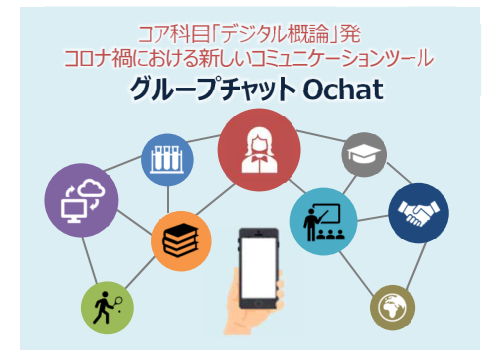 コア科目「デジタル概論」発
コロナ禍における新しいコミュニケーションツール
グループチャット Ochat